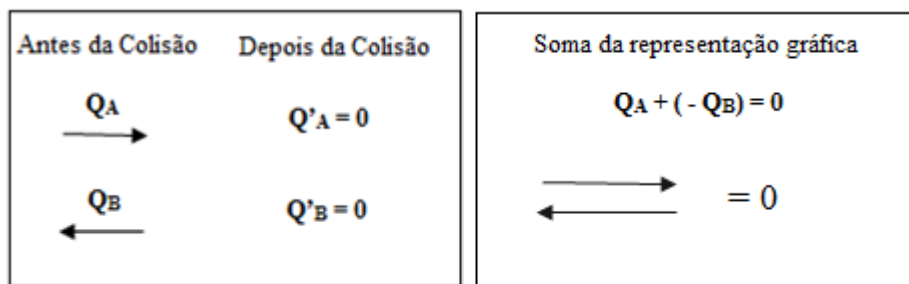 Antes da Colisão Depois da Colisão
QA Q'A = 0
QB Q'B = 0
Soma da representação gráfica
QA + ( - QB) = 0
= 0